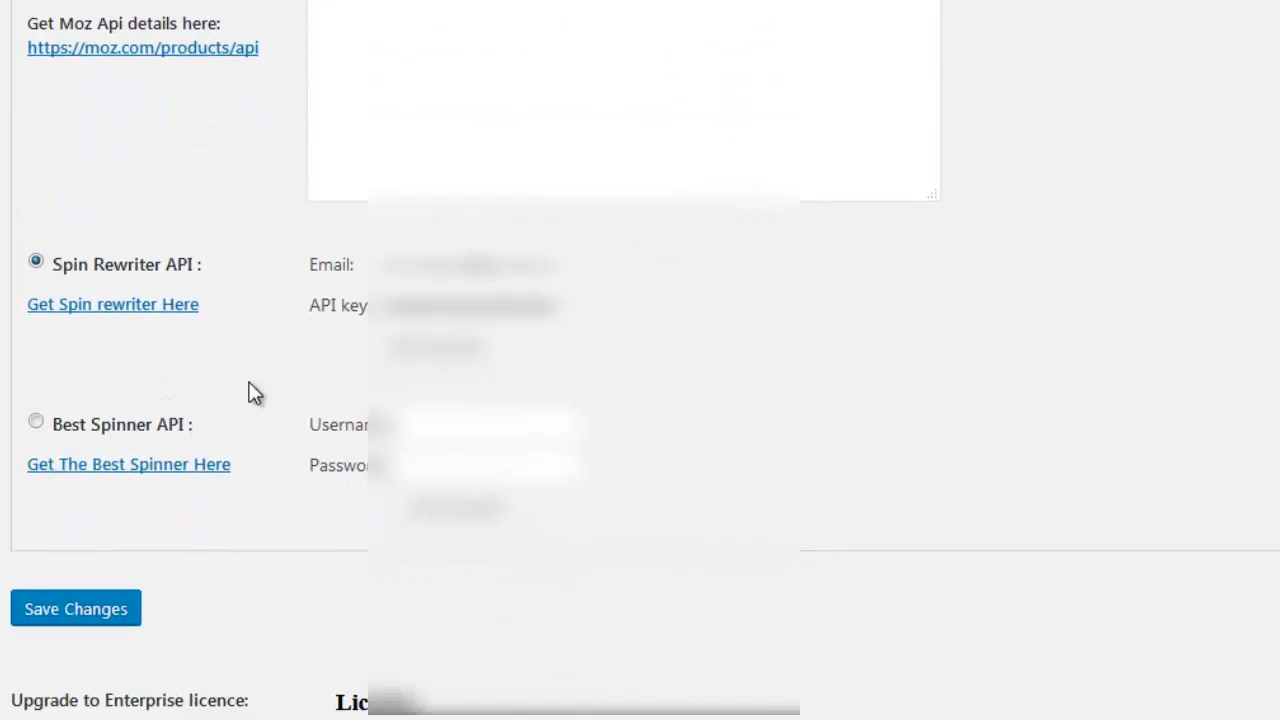 Get Moz Api details here:
https://moz.com/products/api
Spin Rewriter API :
Email:
Get Spin rewriter Here
API key
Best Spinner API :
Get The Best Spinner Here
Save Changes
Upgrade to Enterprise licence: